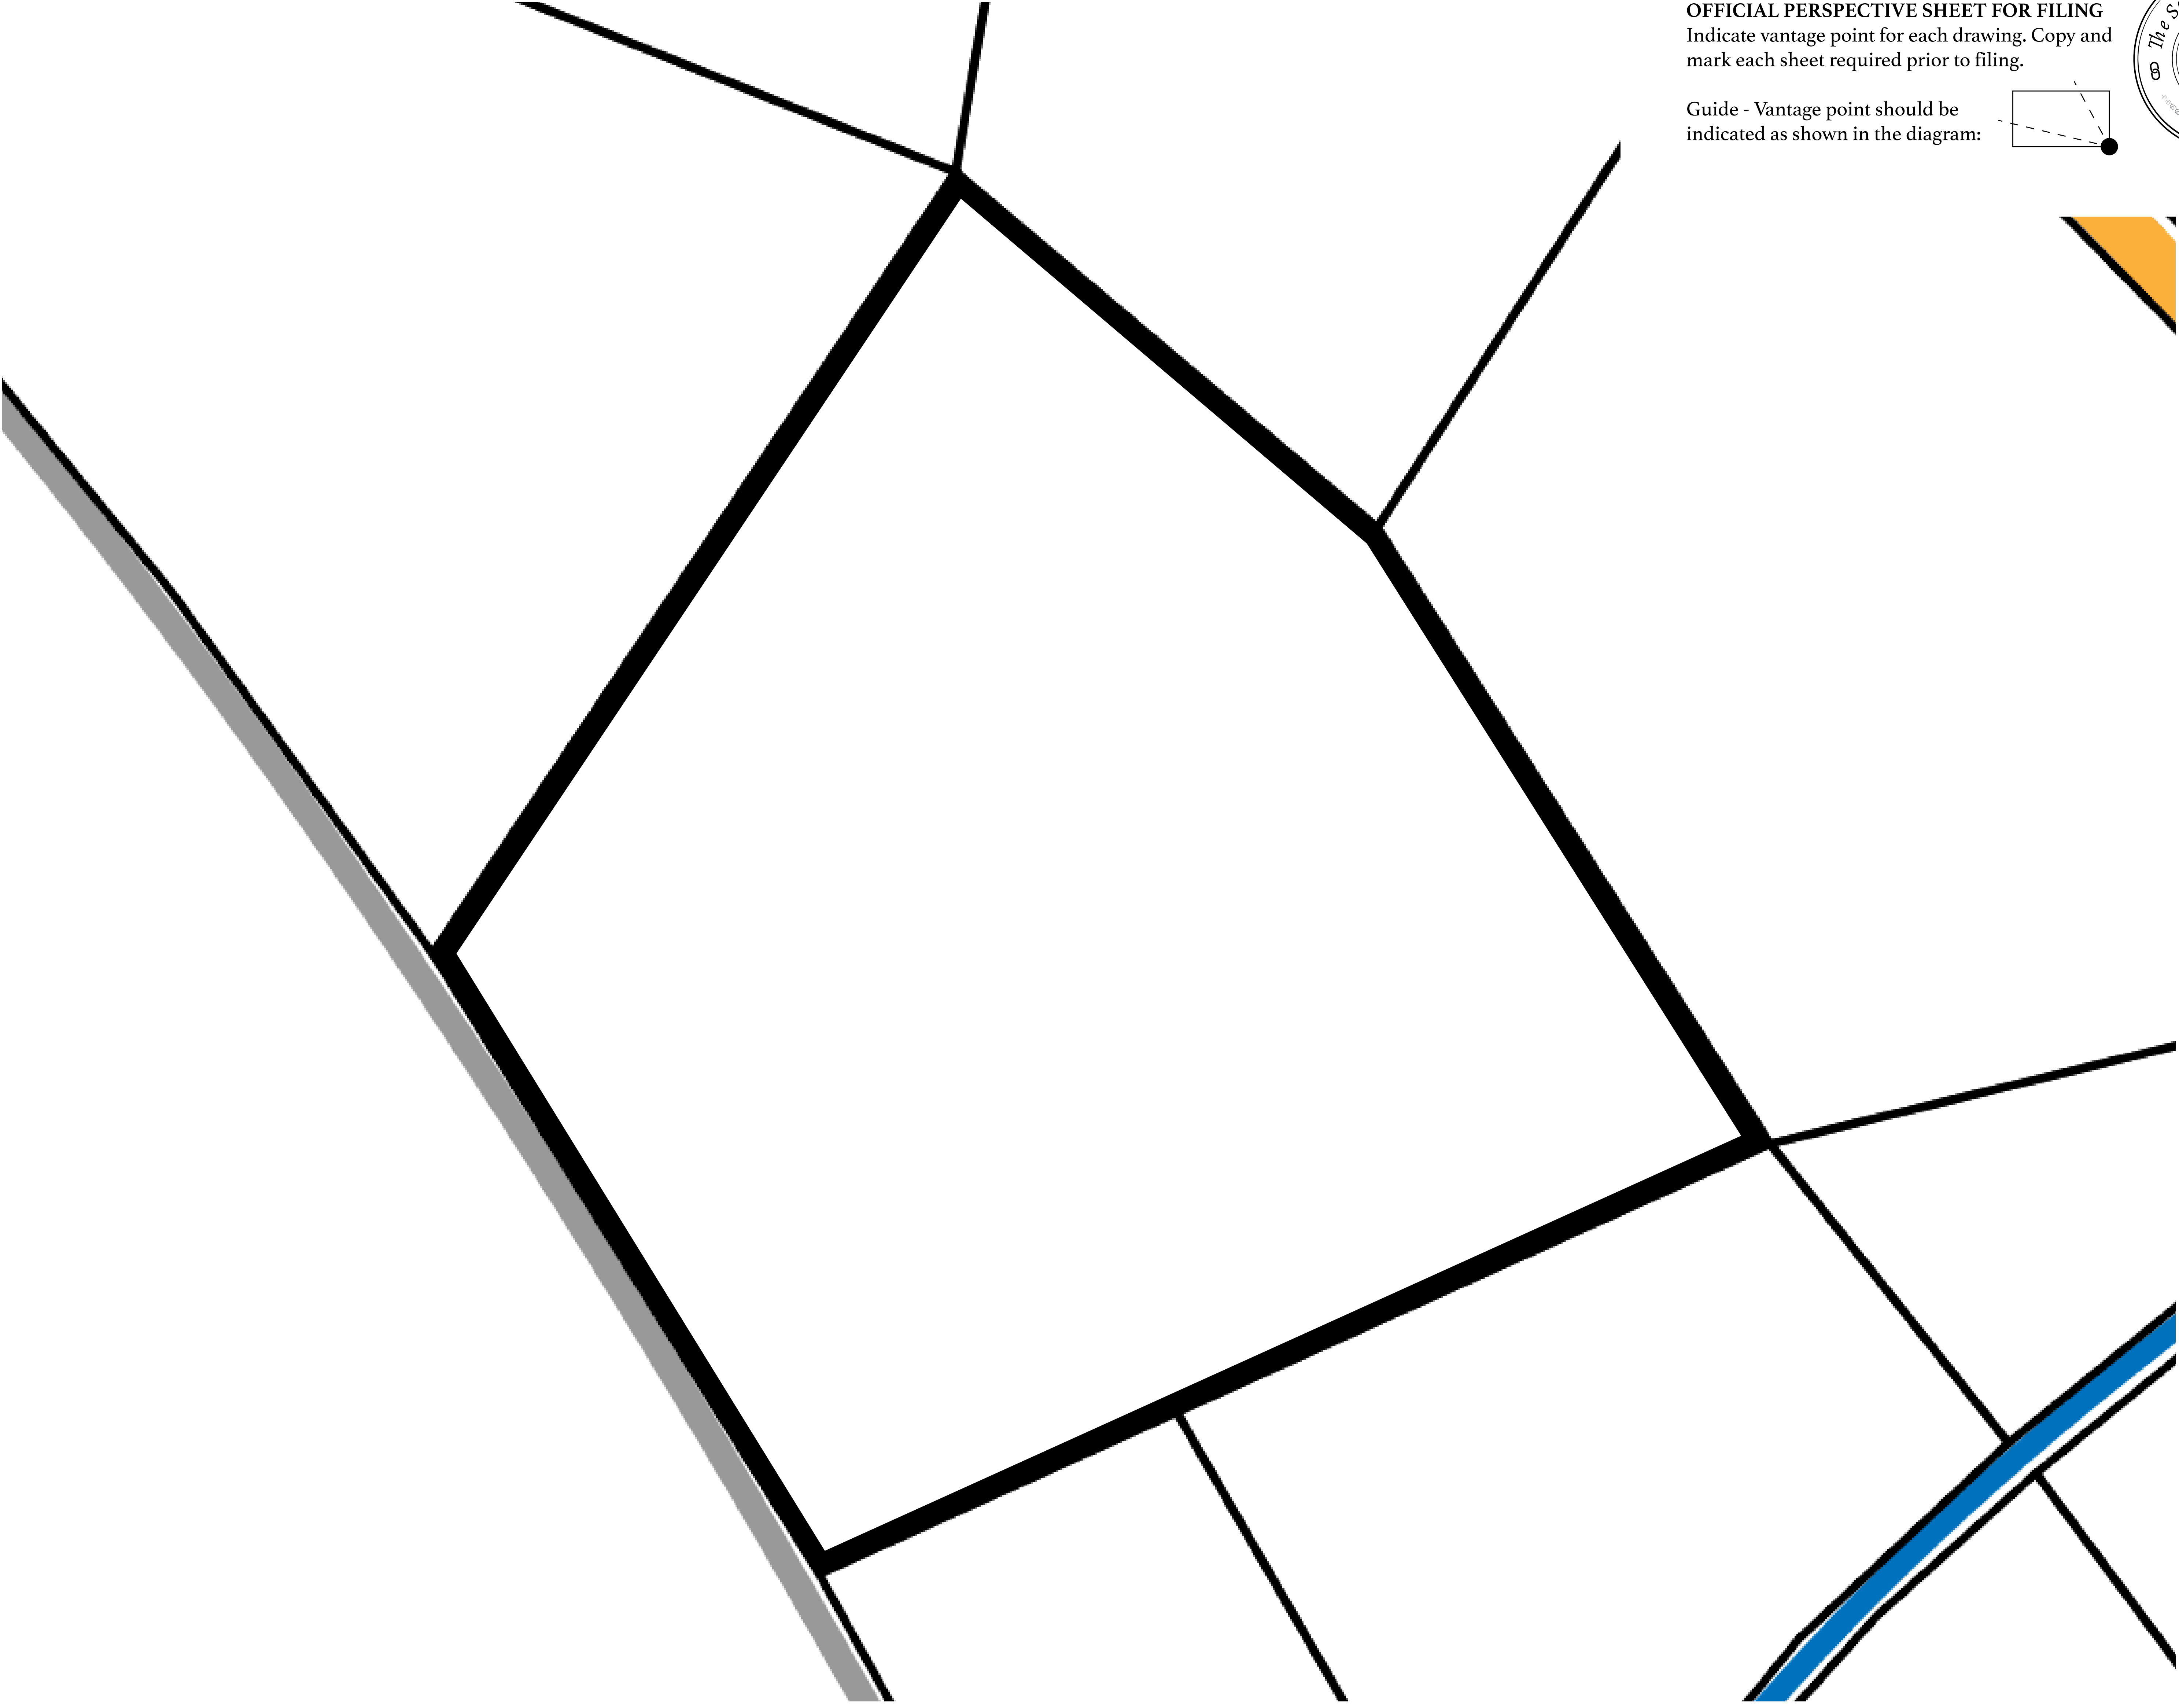 OFFICIAL PERSPECTIVE SHEET FOR FILING
Indicate vantage point for each drawing. Copy and
mark each sheet required prior to filing.
Guide - Vantage point should be
indicated as shown in the diagram:
The